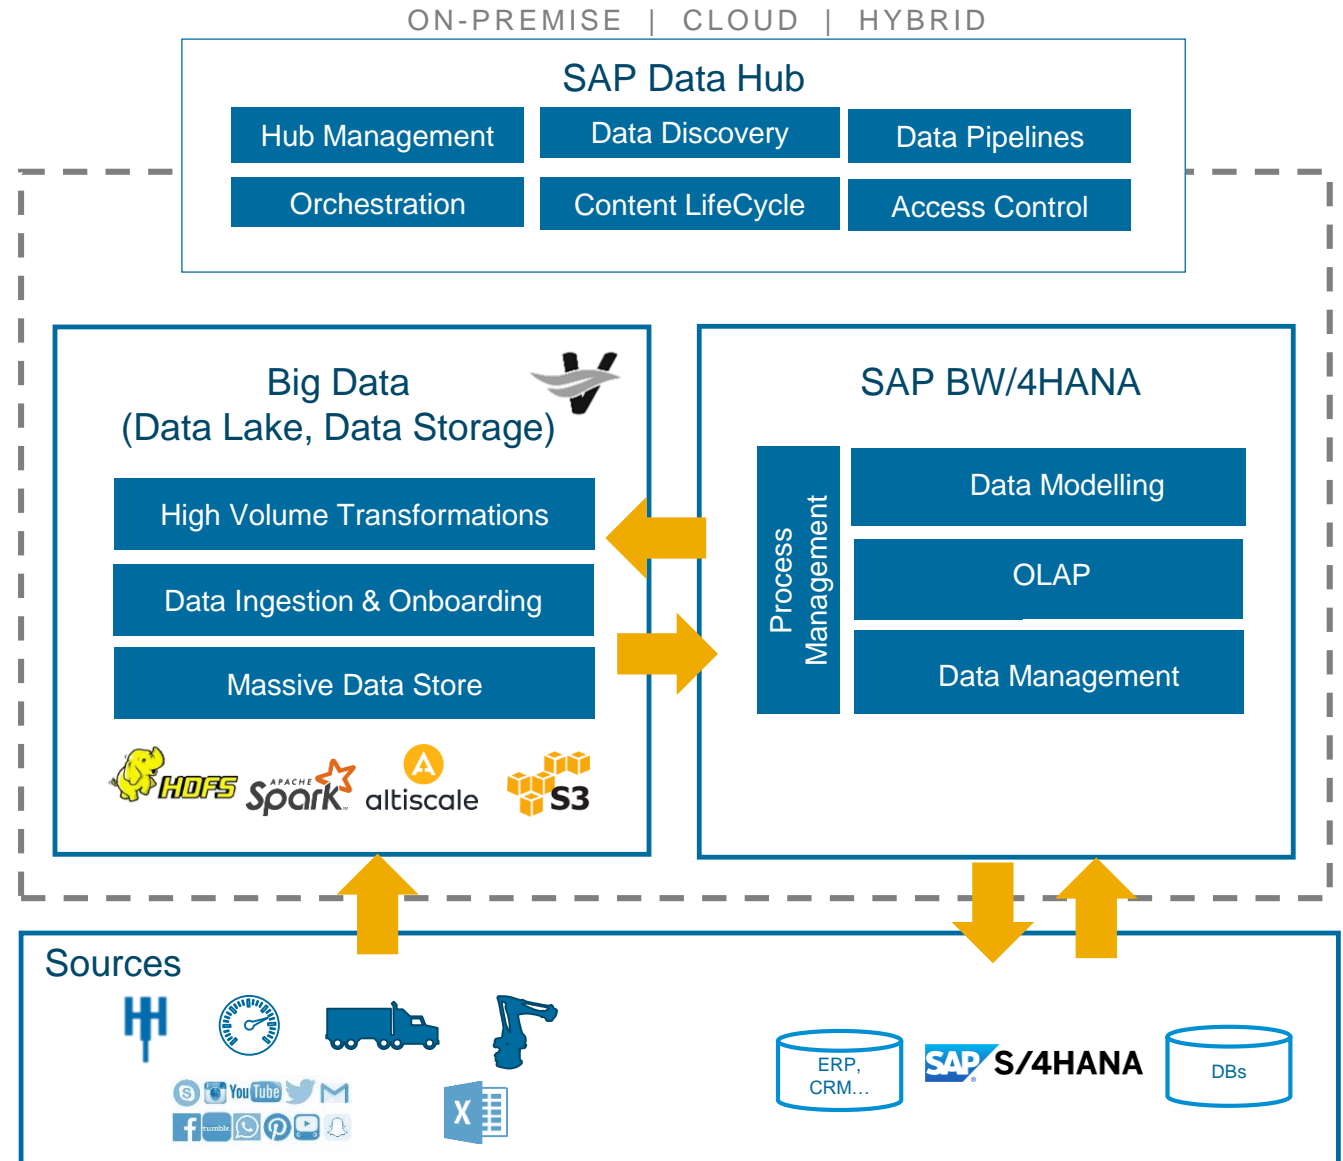 ON-PREMISE | CLOUD | HYBRID
SAP Data Hub
Hub Management
Data Discovery
Data Pipelines
Orchestration
Content LifeCycle
Access Control
Big Data
(Data Lake, Data Storage)
High Volume Transformations
Data Ingestion & Onboarding
Massive Data Store
HDFS
APACHE
Spark
altiscale
S3
SAP BW/4HANA
Process
Management
Data Modelling
OLAP
Data Management
Sources
You Tube
tumblr.
X
ERP,
CRM...
SAP S/4HANA
DBs